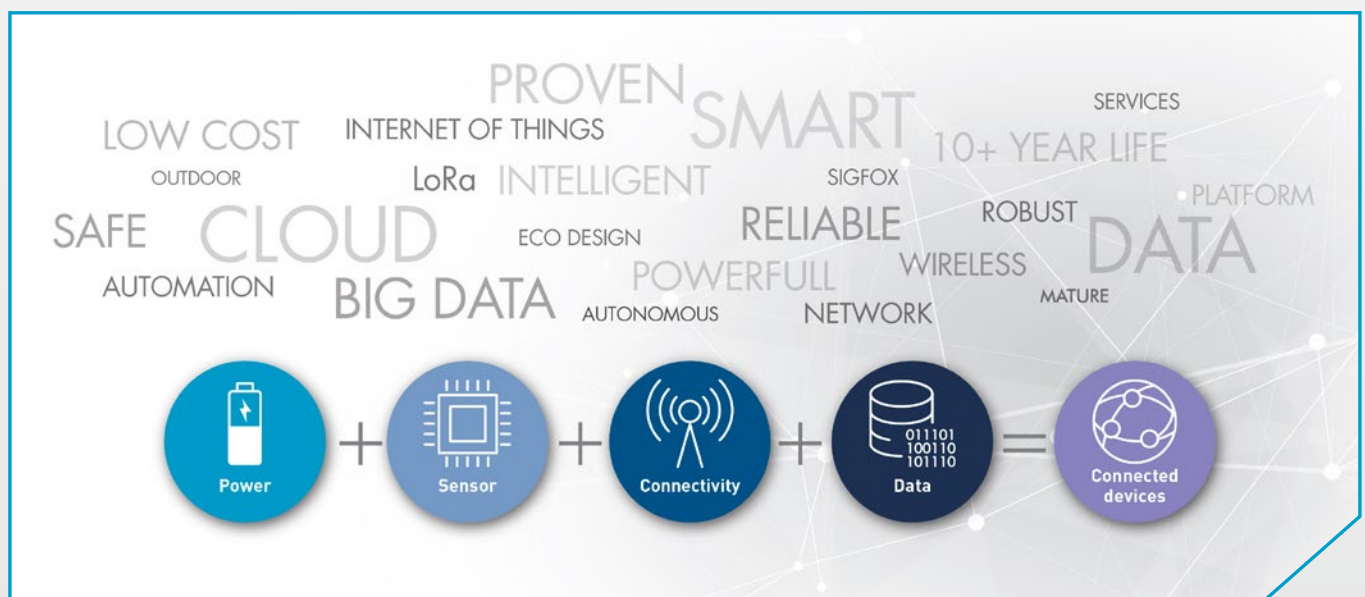 PROVEN
SMART
SERVICES
LOW COST
INTERNET OF THINGS
10+ YEAR LIFE
OUTDOOR
LoRa
INTELLIGENT
SIGFOX
PLATFORM
SAFE
CLOUD
ECO DESIGN
RELIABLE
ROBUST
DATA
AUTOMATION
BIG DATA
POWERFULL
WIRELESS
MATURE
AUTONOMOUS
NETWORK
Power
+
Sensor
+
Connectivity
+
011101
100110
101110
Data
=
Connected
devices